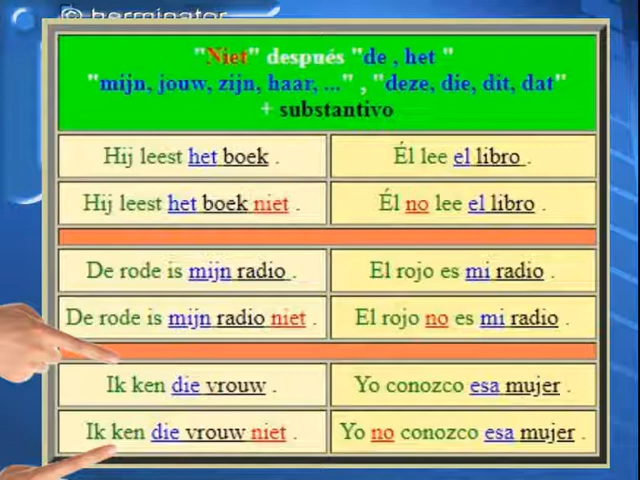 © herminator
"Niet" después "de , het "
"mijn, jouw, zijn, haar, ..." , "deze, die, dit, dat"
+ substantivo
Hij leest het boek . Él lee el libro .
Hij leest het boek niet . Él no lee el libro .
De rode is mijn radio . El rojo es mi radio .
De rode is mijn radio niet . El rojo no es mi radio .
Ik ken die vrouw . Yo conozco esa mujer .
Ik ken die vrouw niet . Yo no conozco esa mujer .